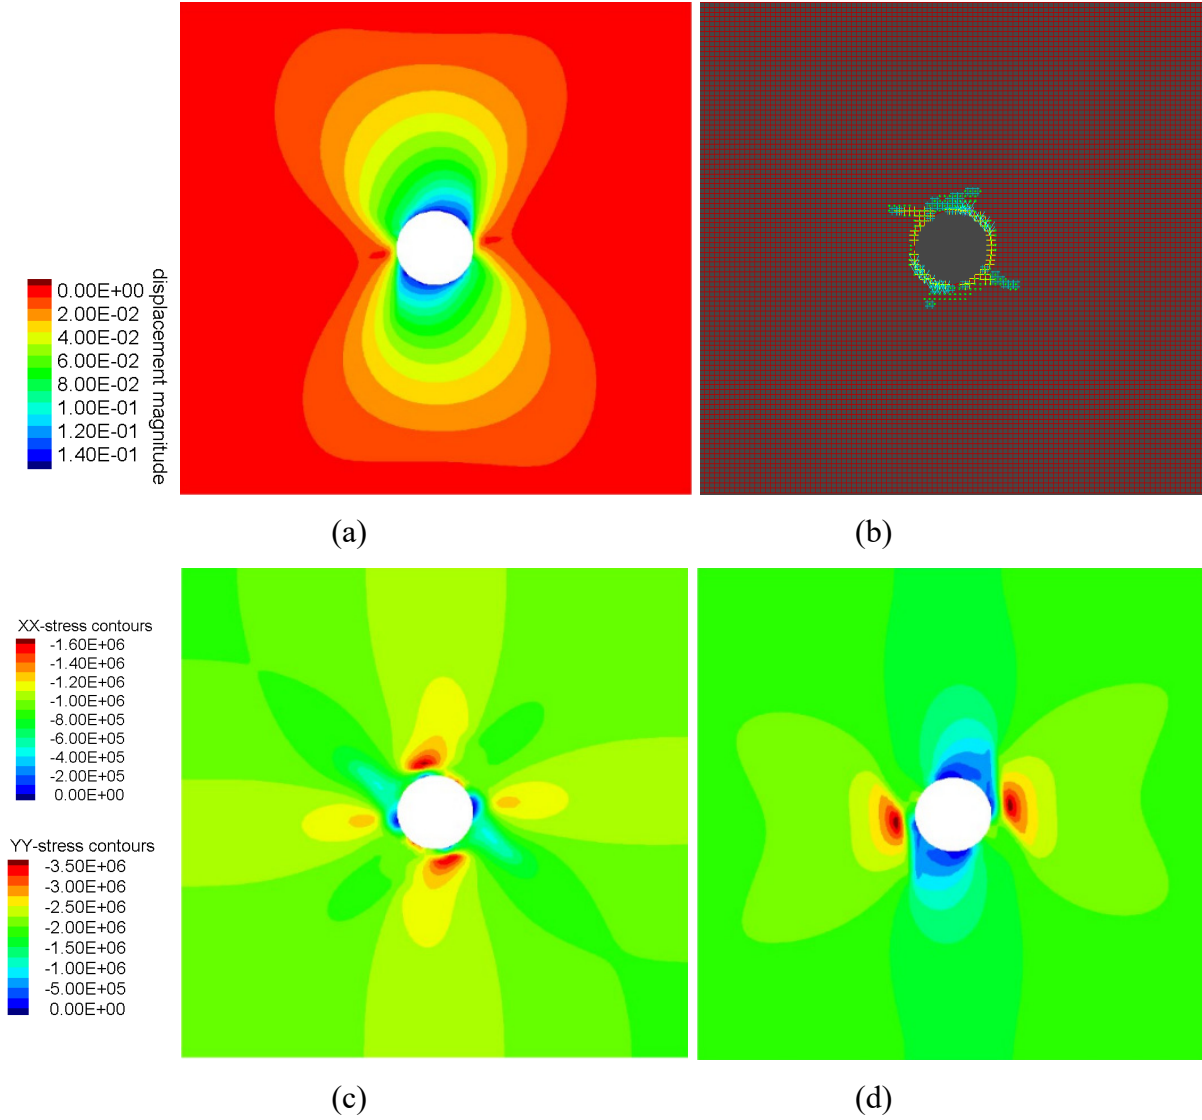 displacement magnitude
0.00E+00
2.00E-02
4.00E-02
6.00E-02
8.00E-02
1.00E-01
1.20E-01
1.40E-01
(a)
(b)
XX-stress contours
-1.60E+06
-1.40E+06
-1.20E+06
-1.00E+06
-8.00E+05
-6.00E+05
-4.00E+05
-2.00E+05
0.00E+00
YY-stress contours
-3.50E+06
-3.00E+06
-2.50E+06
-2.00E+06
-1.50E+06
-1.00E+06
-5.00E+05
0.00E+00
(c)
(d)